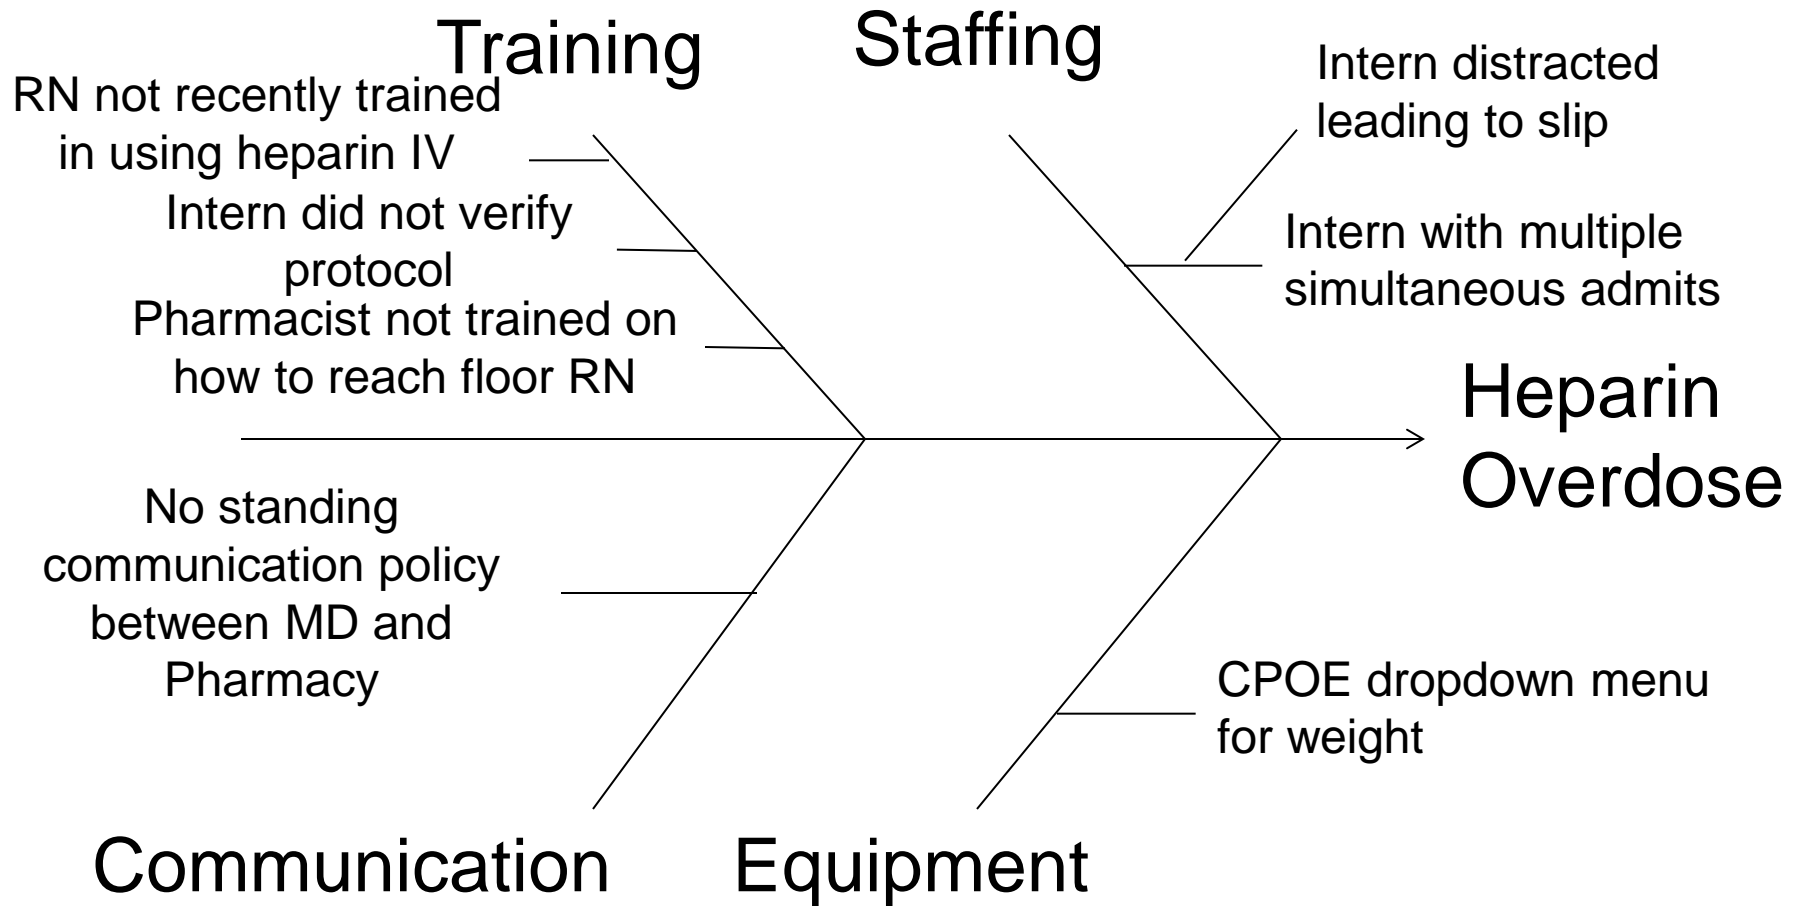 Training
RN not recently trained
in using heparin IV
Intern did not verify
protocol
Pharmacist not trained on
how to reach floor RN
Staffing
Intern distracted
leading to slip
Intern with multiple
simultaneous admits
Heparin
Overdose
No standing
communication policy
between MD and
Pharmacy
Communication
CPOE dropdown menu
for weight
Equipment